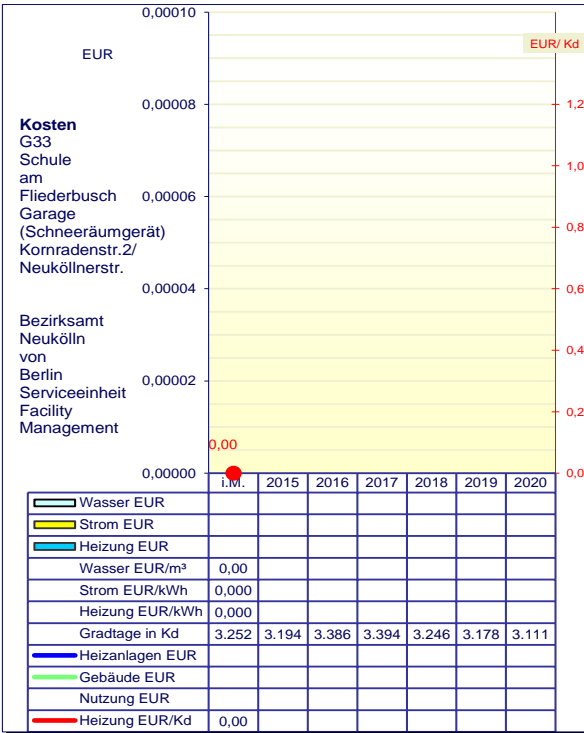 EUR
Kosten
G33
Schule
am
Fliederbusch
Garage
(Schneeräumgerät)
Kornradenstr.2/
Neuköllnerstr.
Bezirksamt
Neukölln
von
Berlin
Serviceeinheit
Facility
Management
0,00010
0,00008
0,00006
0,00004
0,00002
0,00000
EUR/ Kd
1,2
1,0
0,8
0,6
0,4
0,2
0,0
0,00
i.M. 2015 2016 2017 2018 2019 2020
Wasser EUR
Strom EUR
Heizung EUR
Wasser EUR/m³ 0,00
Strom EUR/kWh 0,000
Heizung EUR/kWh 0,000
Gradtage in Kd 3.252 3.194 3.386 3.394 3.246 3.178 3.111
Heizanlagen EUR
Gebäude EUR
Nutzung EUR
Heizung EUR/Kd 0,00